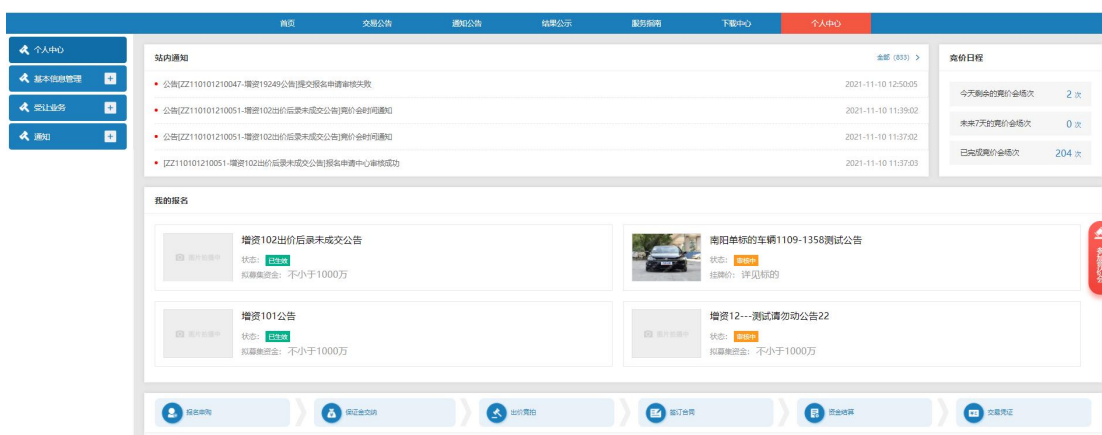 首页 交易公告 通知公告 结果公示 服务指南 下载中心 个人中心
个人中心
基本信息管理
受让业务
通知
站内通知 全部 (833) >
公告[ZZ110101210047-增资19249公告]提交报名申请审核失败 2021-11-10 12:50:05
公告[ZZ110101210051-增资102出价后录未成交公告]竞价会时间通知 2021-11-10 11:39:02
公告[ZZ110101210051-增资102出价后录未成交公告]竞价会时间通知 2021-11-10 11:37:02
[ZZ110101210051-增资102出价后录未成交公告]报名申请中心审核成功 2021-11-10 11:37:03
竞价日程
今天剩余的竞价会场次 2 次
未来7天的竞价会场次 0 次
已完成竞价会场次 204 次
我的报名
增资102出价后录未成交公告
状态: 已生效
拟募集资金: 不小于1000万
南阳单标的车辆1109-1358测试公告
状态: 审核中
挂牌价: 详见标的
增资101公告
状态: 已生效
拟募集资金: 不小于1000万
增资12---测试请勿动公告22
状态: 审核中
拟募集资金: 不小于1000万
报名申购 保证金交纳 出价竞拍 签订合同 资金结算 交易凭证